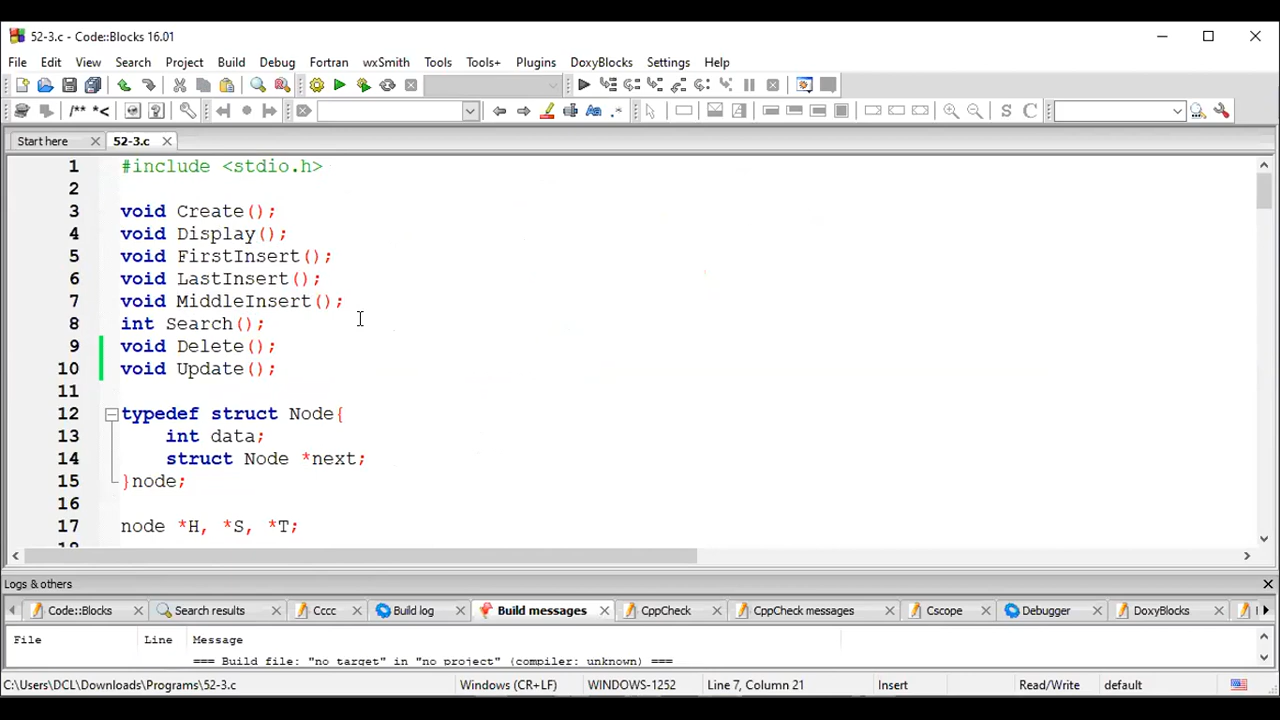 52-3.c - Code::Blocks 16.01
File Edit View Search Project Build Debug Fortran wxSmith Tools Tools+ Plugins DoxyBlocks Settings Help
/** *< Aa .* S C
Start here 52-3.c
1 #include <stdio.h>
2
3 void Create();
4 void Display();
5 void FirstInsert();
6 void LastInsert();
7 void MiddleInsert();
8 int Search();
9 void Delete();
10 void Update();
11
12 typedef struct Node{
13 int data;
14 struct Node *next;
15 }node;
16
17 node *H, *S, *T;
Logs & others
Code::Blocks Search results Cccc Build log Build messages CppCheck CppCheck messages Cscope Debugger DoxyBlocks
File Line Message
=== Build file: "no target" in "no project" (compiler: unknown) ===
C:\Users\DCL\Downloads\Programs\52-3.c Windows (CR+LF) WINDOWS-1252 Line 7, Column 21 Insert Read/Write default